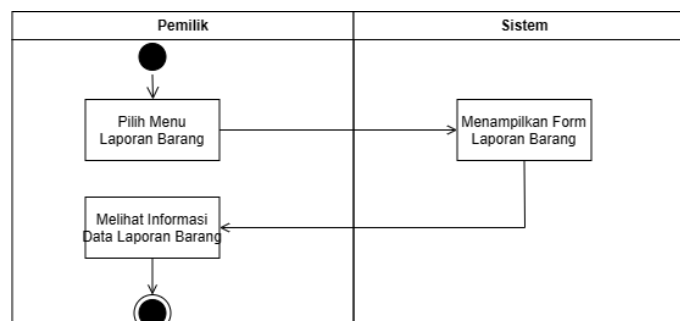 Pemilik
Sistem
Pilih Menu
Laporan Barang
Menampilkan Form
Laporan Barang
Melihat Informasi
Data Laporan Barang